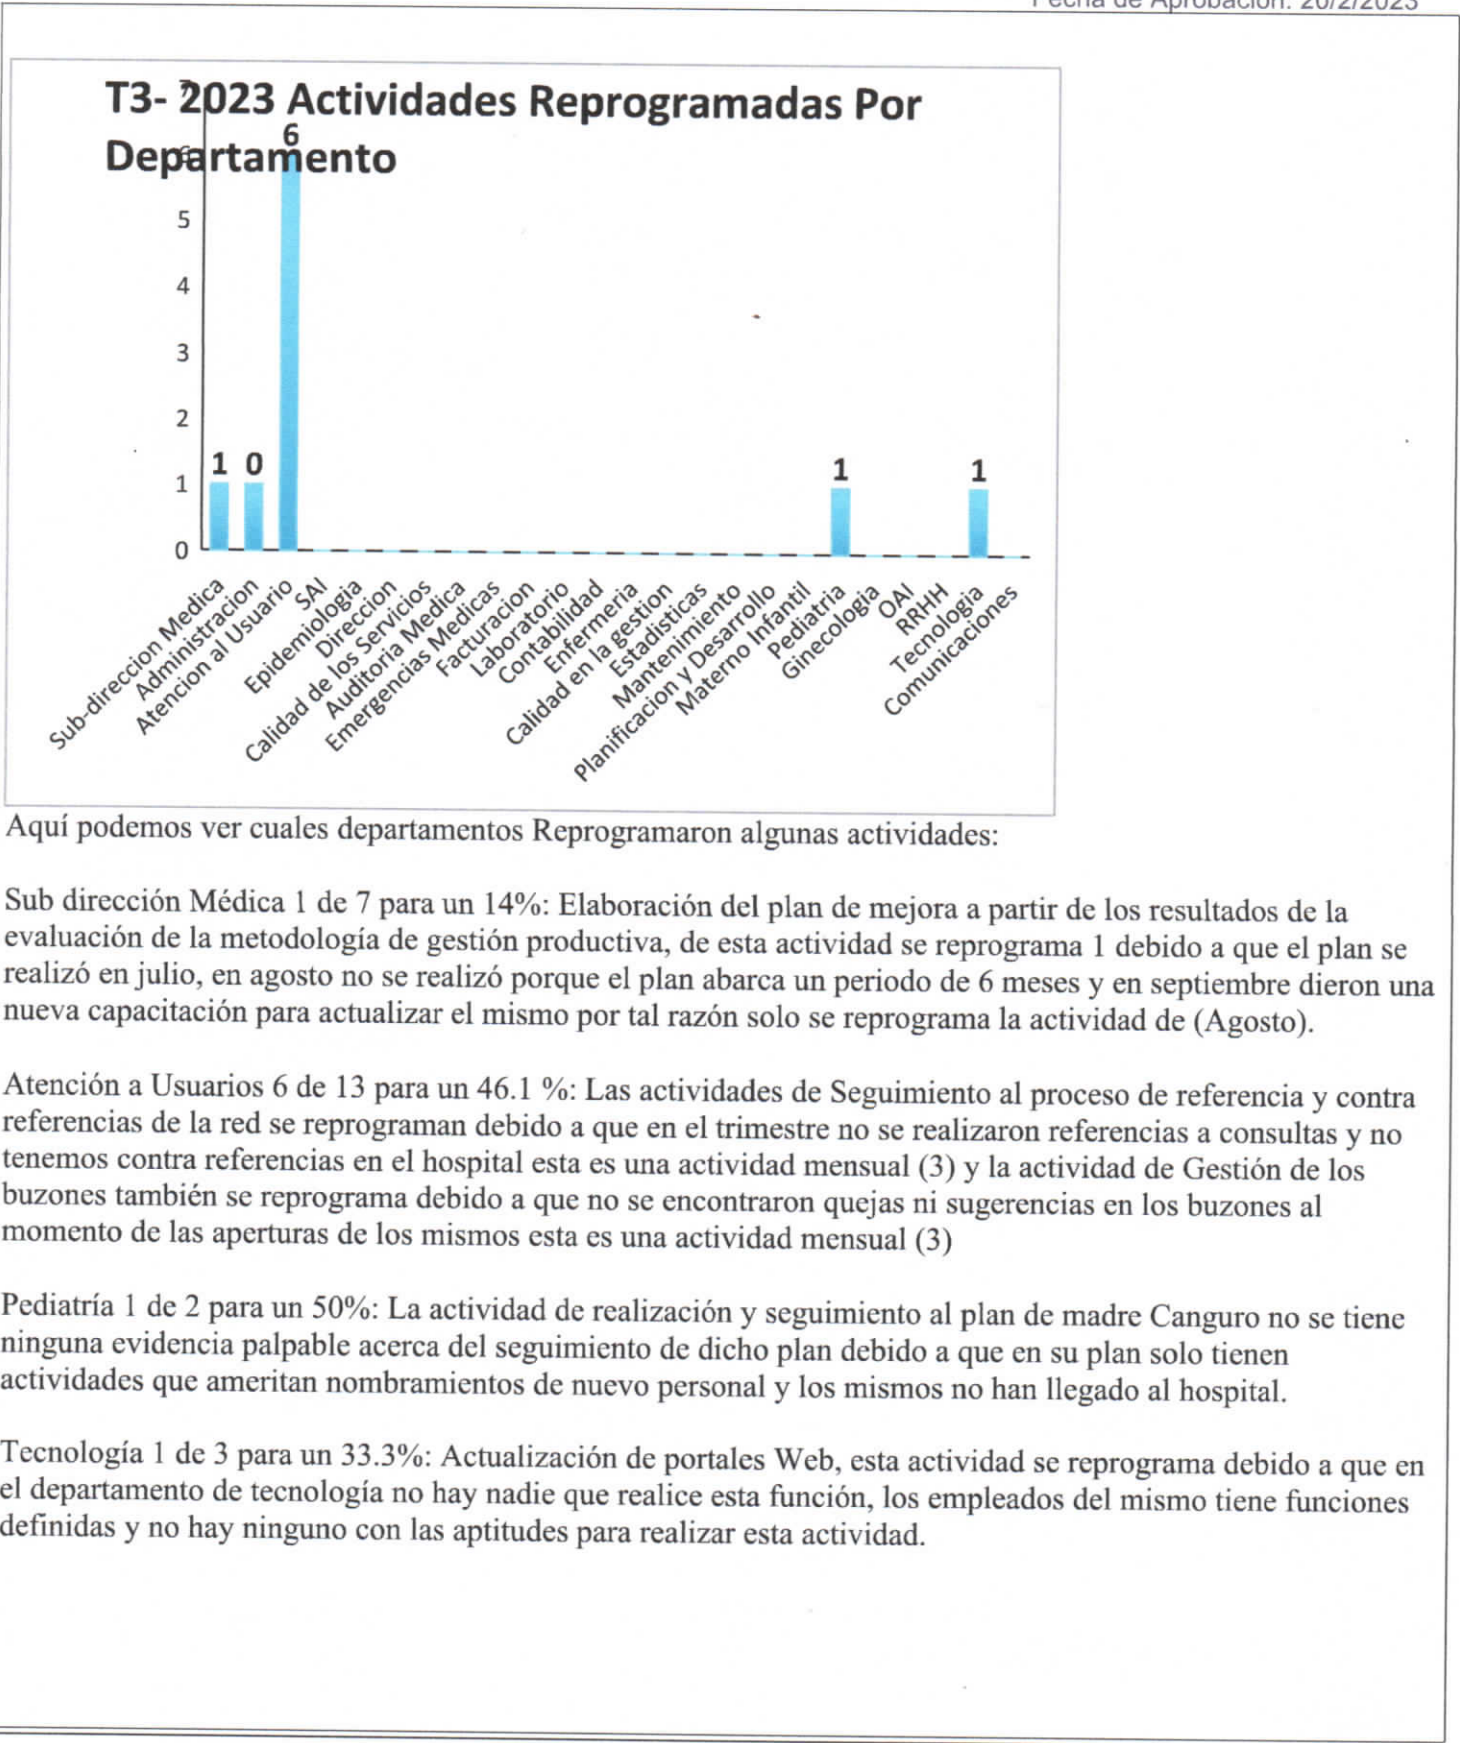 Fecha de Aprobación: 20/2/2023
T3- 2023 Actividades Reprogramadas Por
Departamento
7
6
5
4
3
2
1
0
1
0
6
1
1
Sub-direccion Medica
Administracion
Atencion al Usuario
SAI
Epidemiologia
Direccion
Calidad de los Servicios
Auditoria Medica
Emergencias Medicas
Facturacion
Laboratorio
Contabilidad
Enfermeria
Calidad en la gestion
Estadisticas
Mantenimiento
Planificacion y Desarrollo
Materno Infantil
Pediatria
Ginecologia
OAI
RRHH
Tecnologia
Comunicaciones
Aquí podemos ver cuales departamentos Reprogramaron algunas actividades:
Sub dirección Médica 1 de 7 para un 14%: Elaboración del plan de mejora a partir de los resultados de la
evaluación de la metodología de gestión productiva, de esta actividad se reprograma 1 debido a que el plan se
realizó en julio, en agosto no se realizó porque el plan abarca un periodo de 6 meses y en septiembre dieron una
nueva capacitación para actualizar el mismo por tal razón solo se reprograma la actividad de (Agosto).
Atención a Usuarios 6 de 13 para un 46.1 %: Las actividades de Seguimiento al proceso de referencia y contra
referencias de la red se reprograman debido a que en el trimestre no se realizaron referencias a consultas y no
tenemos contra referencias en el hospital esta es una actividad mensual (3) y la actividad de Gestión de los
buzones también se reprograma debido a que no se encontraron quejas ni sugerencias en los buzones al
momento de las aperturas de los mismos esta es una actividad mensual (3)
Pediatría 1 de 2 para un 50%: La actividad de realización y seguimiento al plan de madre Canguro no se tiene
ninguna evidencia palpable acerca del seguimiento de dicho plan debido a que en su plan solo tienen
actividades que ameritan nombramientos de nuevo personal y los mismos no han llegado al hospital.
Tecnología 1 de 3 para un 33.3%: Actualización de portales Web, esta actividad se reprograma debido a que en
el departamento de tecnología no hay nadie que realice esta función, los empleados del mismo tiene funciones
definidas y no hay ninguno con las aptitudes para realizar esta actividad.